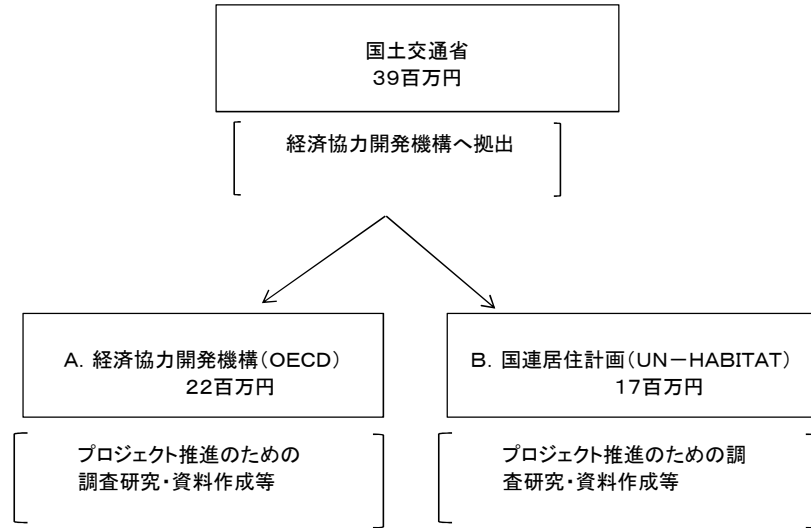 国土交通省
39百万円
経済協力開発機構へ拠出
A. 経済協力開発機構(OECD)
22百万円
B. 国連居住計画(UN－HABITAT)
17百万円
プロジェクト推進のための
調査研究・資料作成等
プロジェクト推進のための調
査研究・資料作成等